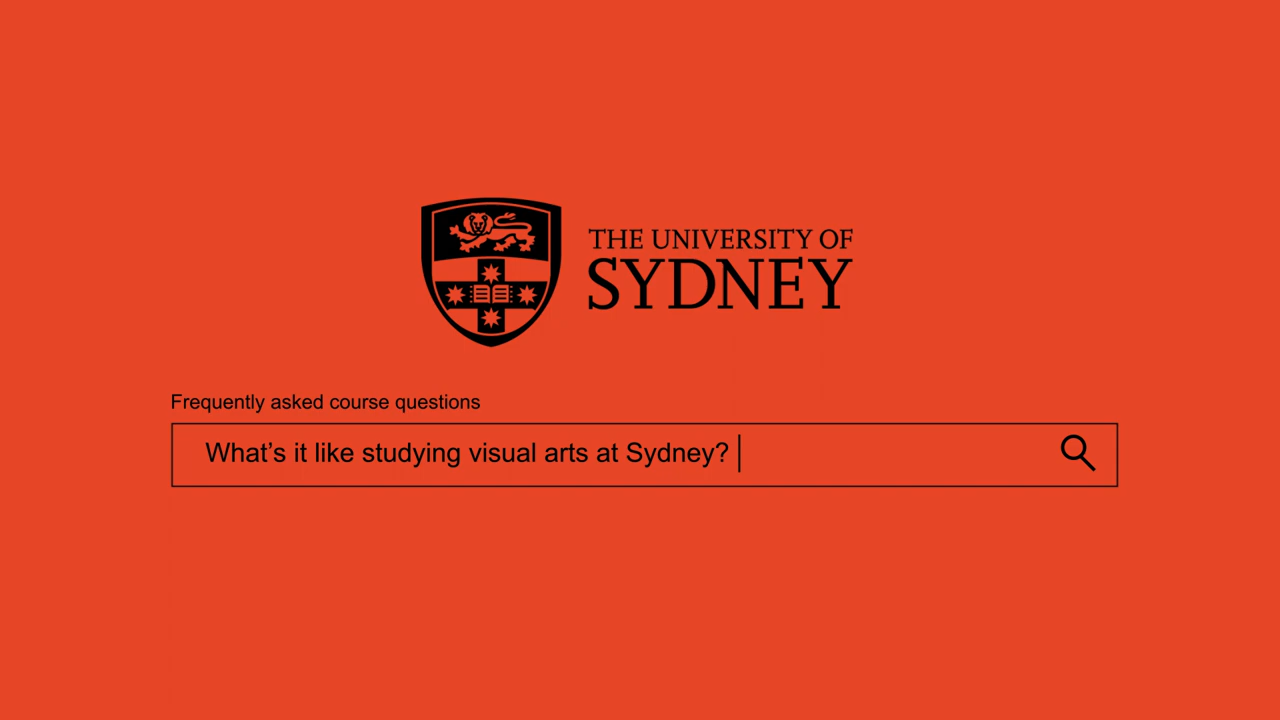 THE UNIVERSITY OF
SYDNEY
Frequently asked course questions
What’s it like studying visual arts at Sydney?